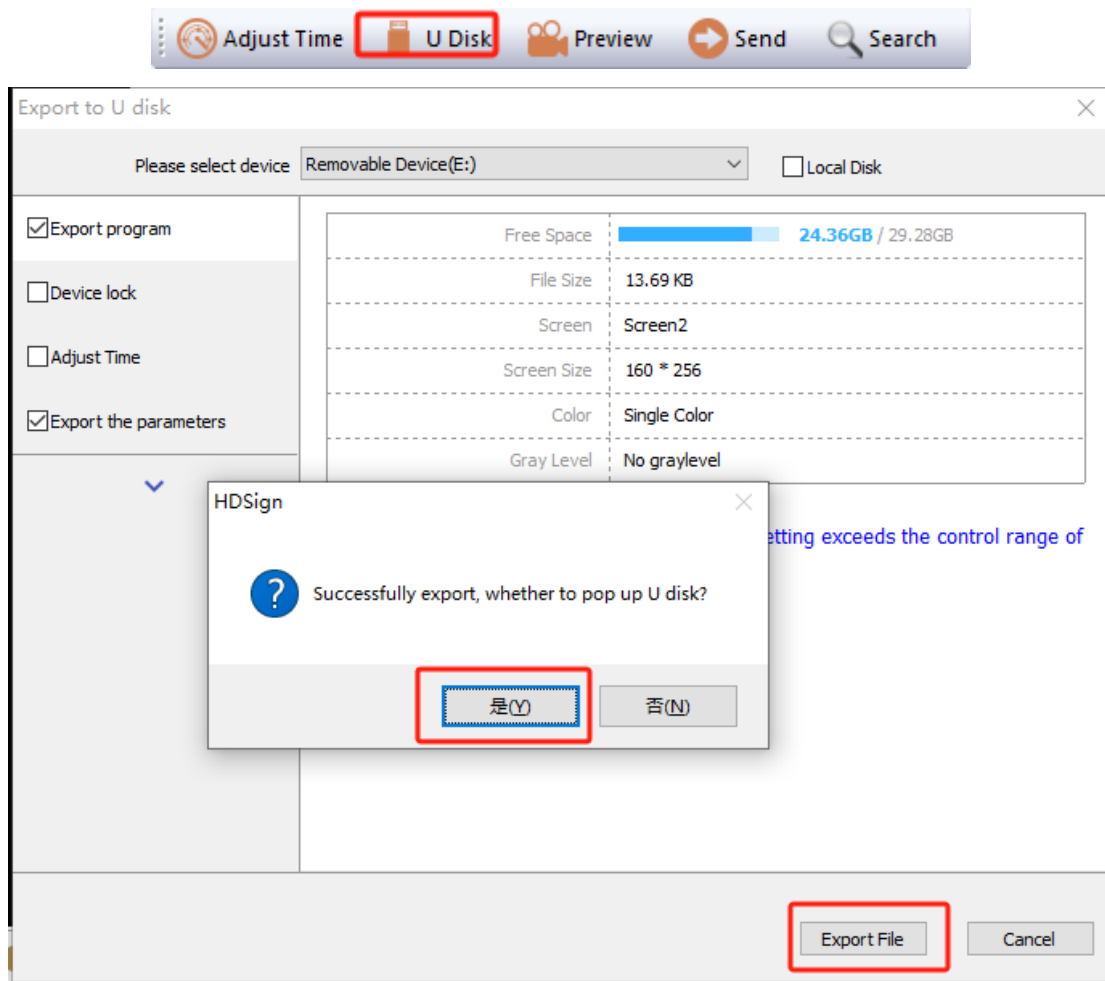 Adjust Time U Disk Preview Send Search
Export to U disk
Please select device Removable Device(E:) Local Disk
Export program
Device lock
Adjust Time
Export the parameters
Free Space 24.36GB / 29.28GB
File Size 13.69 KB
Screen Screen2
Screen Size 160 * 256
Color Single Color
Gray Level No graylevel
exceeds the control range of
HDSign
Successfully export, whether to pop up U disk?
是(Y) 否(N)
Export File Cancel